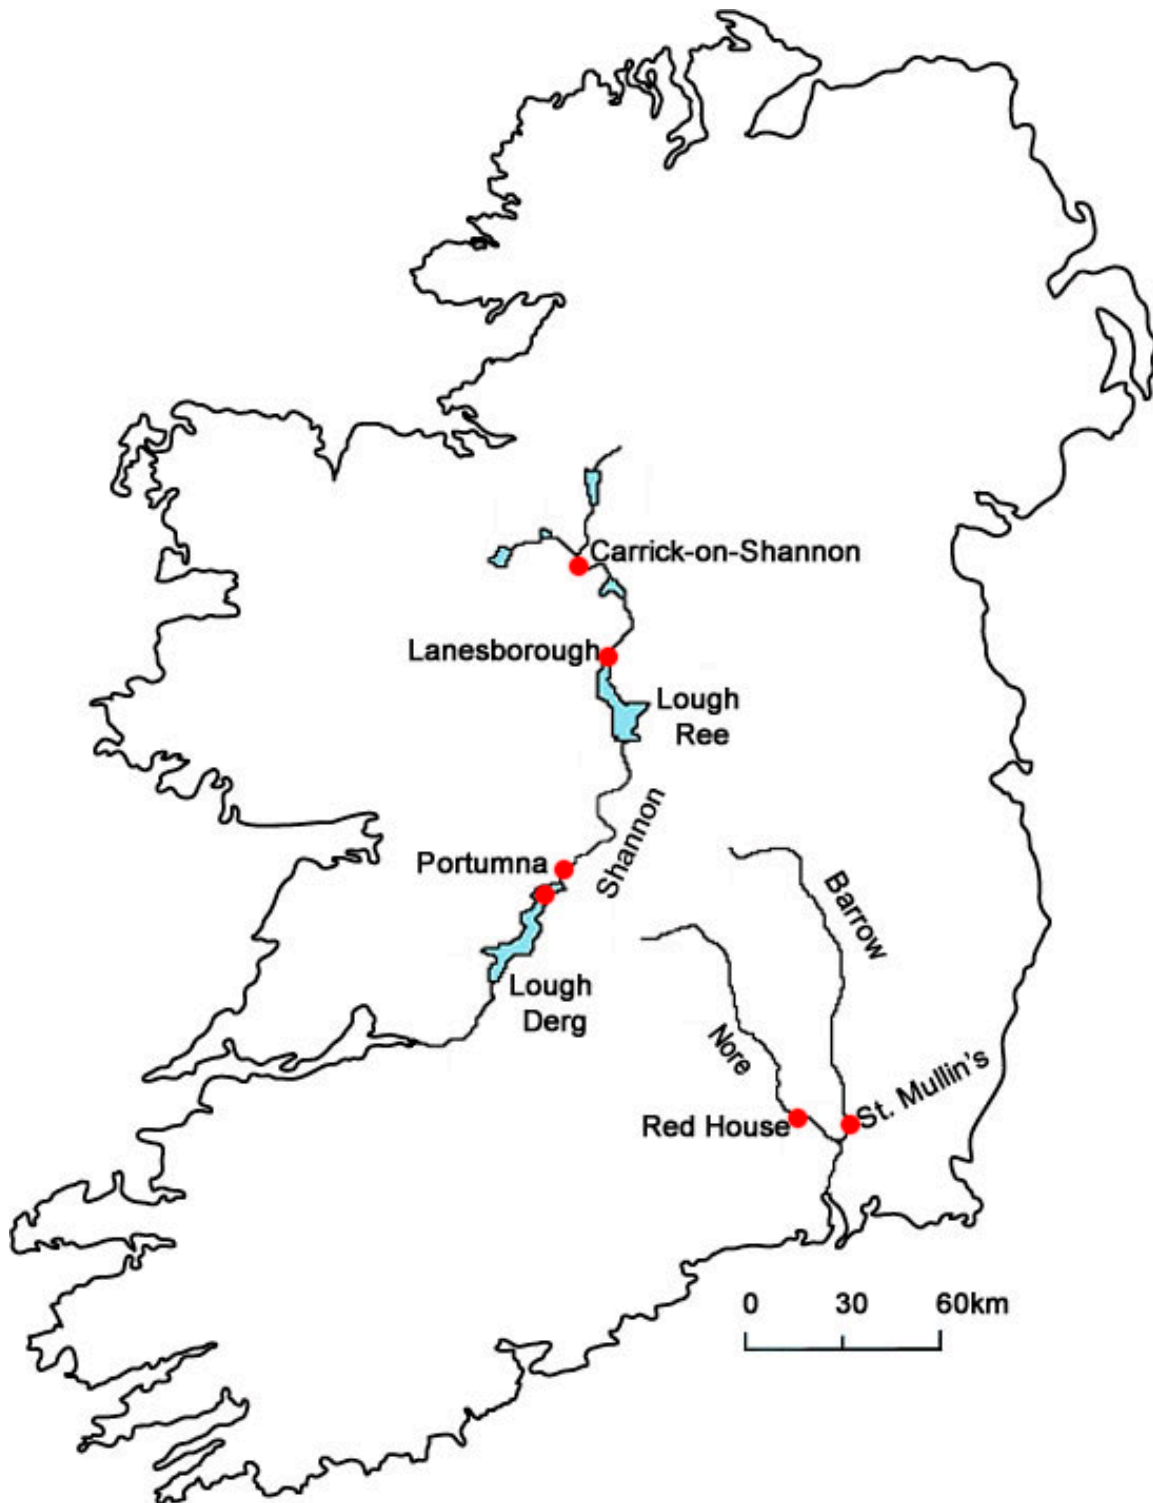 Carrick-on-Shannon
Lanesborough
Lough
Ree
Shannon
Portumna
Barrow
Lough
Derg
Nore
St. Mullin's
Red House
0 30 60km